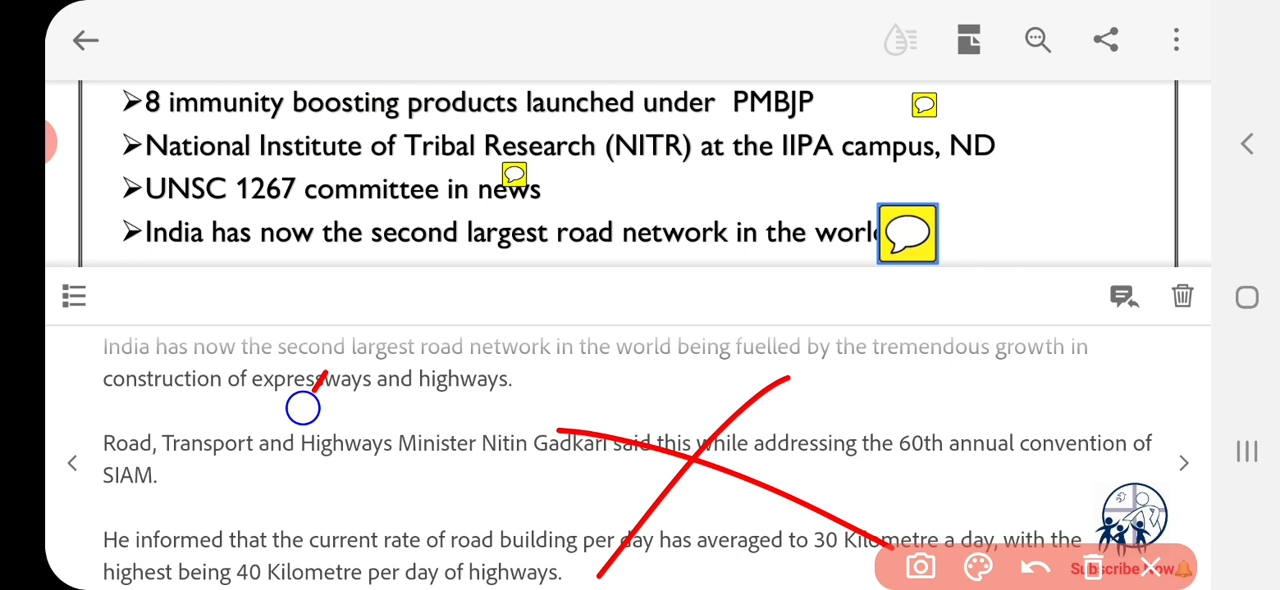 ➢8 immunity boosting products launched under PMBJP
➢National Institute of Tribal Research (NITR) at the IIPA campus, ND
➢UNSC 1267 committee in news
➢India has now the second largest road network in the world
India has now the second largest road network in the world being fuelled by the tremendous growth in
construction of expressways and highways.
Road, Transport and Highways Minister Nitin Gadkari said this while addressing the 60th annual convention of
SIAM.
He informed that the current rate of road building per day has averaged to 30 Kilometre a day, with the
highest being 40 Kilometre per day of highways.
Subscribe Now